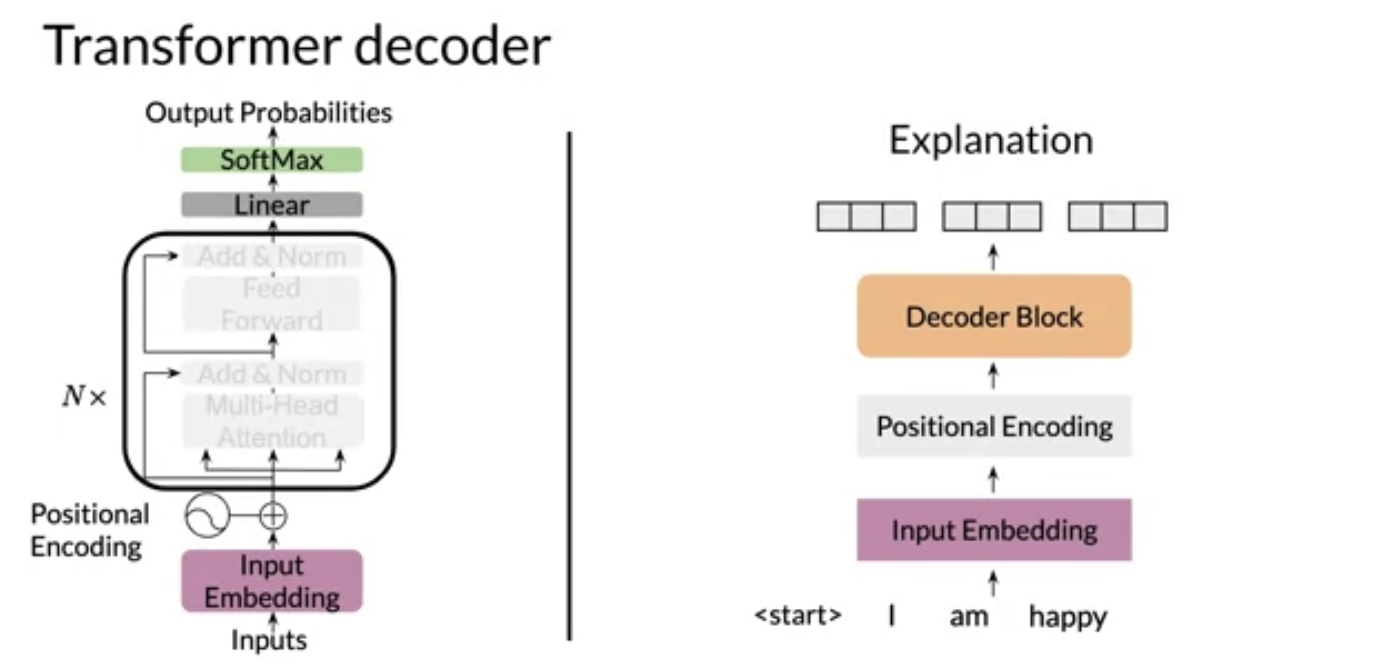 Transformer decoder
Output Probabilities
SoftMax
Linear
Add & Norm
Feed
Forward
Add & Norm
Multi-Head
Attention
N×
Positional
Encoding
Input
Embedding
Inputs
Explanation
Decoder Block
Positional Encoding
Input Embedding
<start> I am happy